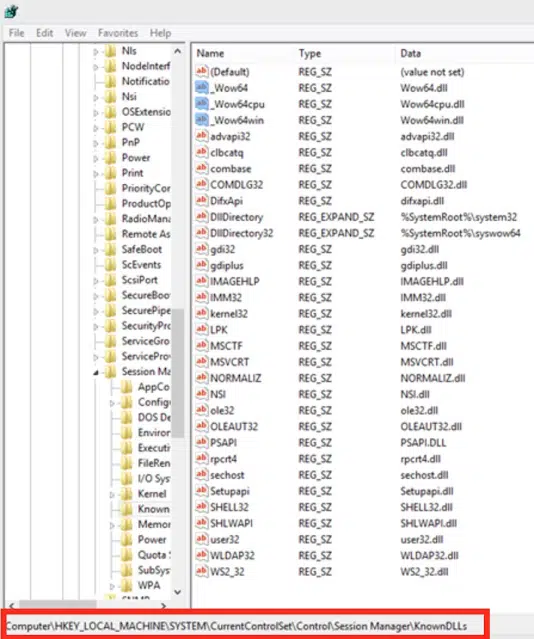 File Edit View Favorites Help
Nls
NodeInterf
Notification
Nsi
OSExtension
PCW
PnP
Power
Print
PriorityCor
ProductOp
RadioMana
Remote As
SafeBoot
ScEvents
ScsiPort
SecureBoo
SecurePipe
SecurityPro
ServiceGro
ServicePro
Session Ma
AppCo
Config
DOS De
Environ
Executi
FileRen
I/O Sys
Kernel
Known
Memor
Power
Quota S
SubSys
WPA
SNMP
Name Type Data
(Default) REG_SZ (value not set)
_Wow64 REG_SZ Wow64.dll
_Wow64cpu REG_SZ Wow64cpu.dll
_Wow64win REG_SZ Wow64win.dll
advapi32 REG_SZ advapi32.dll
clbcatq REG_SZ clbcatq.dll
combase REG_SZ combase.dll
COMDLG32 REG_SZ COMDLG32.dll
DifxApi REG_SZ difxapi.dll
DllDirectory REG_EXPAND_SZ %SystemRoot%\system32
DllDirectory32 REG_EXPAND_SZ %SystemRoot%\syswow64
gdi32 REG_SZ gdi32.dll
gdiplus REG_SZ gdiplus.dll
IMAGEHLP REG_SZ IMAGEHLP.dll
IMM32 REG_SZ IMM32.dll
kernel32 REG_SZ kernel32.dll
LPK REG_SZ LPK.dll
MSCTF REG_SZ MSCTF.dll
MSVCRT REG_SZ MSVCRT.dll
NORMALIZ REG_SZ NORMALIZ.dll
NSI REG_SZ NSI.dll
ole32 REG_SZ ole32.dll
OLEAUT32 REG_SZ OLEAUT32.dll
PSAPI REG_SZ PSAPI.DLL
rpcrt4 REG_SZ rpcrt4.dll
sechost REG_SZ sechost.dll
Setupapi REG_SZ Setupapi.dll
SHELL32 REG_SZ SHELL32.dll
SHLWAPI REG_SZ SHLWAPI.dll
user32 REG_SZ user32.dll
WLDAP32 REG_SZ WLDAP32.dll
WS2_32 REG_SZ WS2_32.dll
Computer\HKEY_LOCAL_MACHINE\SYSTEM\CurrentControlSet\Control\Session Manager\KnownDLLs